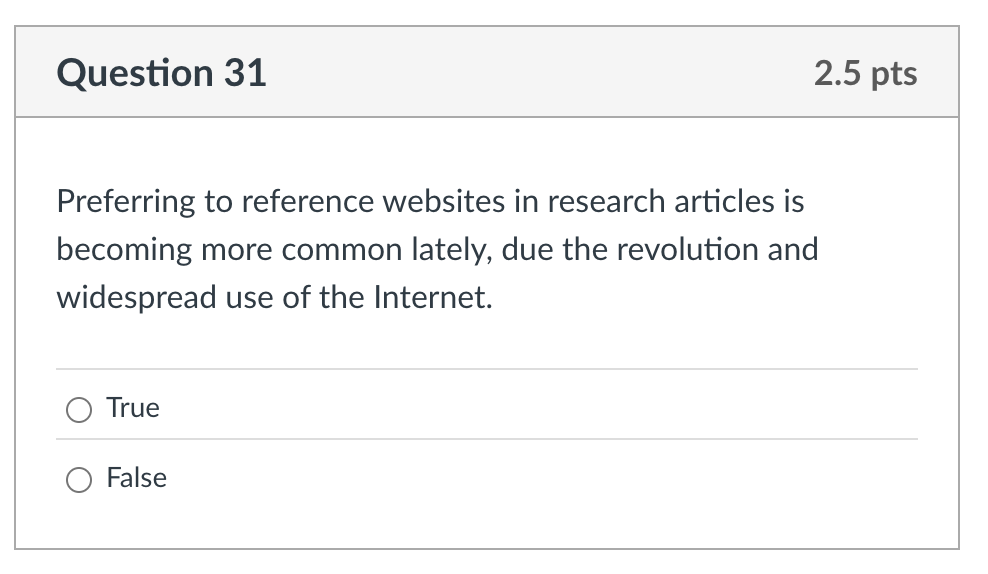 Question 31
2.5 pts
Preferring to reference websites in research articles is
becoming more common lately, due the revolution and
widespread use of the Internet.
True
False